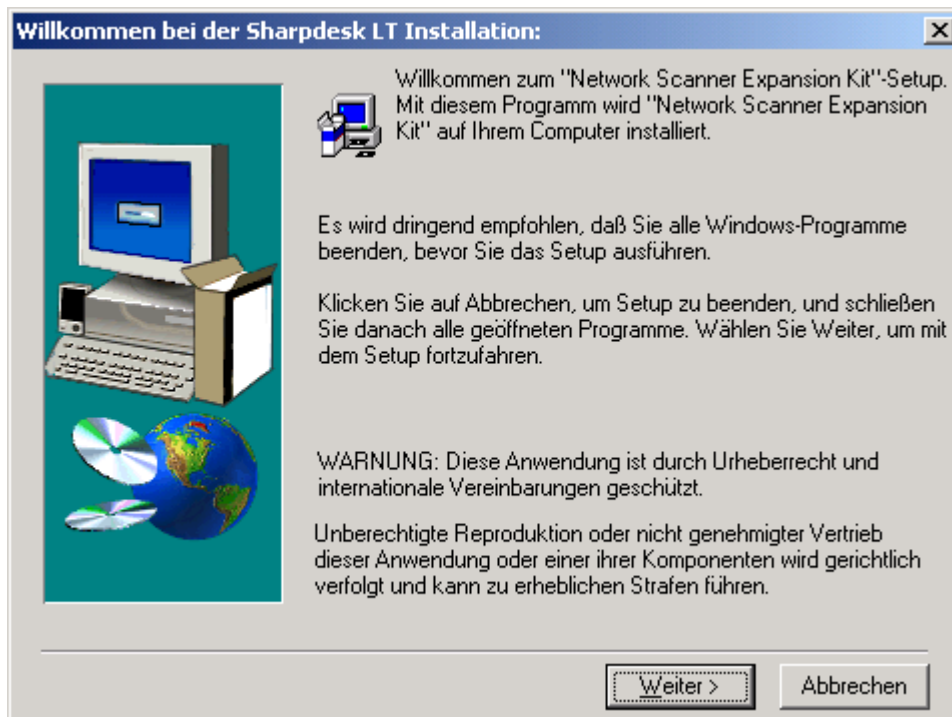 Willkommen bei der Sharpdesk LT Installation:
Willkommen zum "Network Scanner Expansion Kit"-Setup.
Mit diesem Programm wird "Network Scanner Expansion
Kit" auf Ihrem Computer installiert.
Es wird dringend empfohlen, daß Sie alle Windows-Programme
beenden, bevor Sie das Setup ausführen.
Klicken Sie auf Abbrechen, um Setup zu beenden, und schließen
Sie danach alle geöffneten Programme. Wählen Sie Weiter, um mit
dem Setup fortzufahren.
WARNUNG: Diese Anwendung ist durch Urheberrecht und
internationale Vereinbarungen geschützt.
Unberechtigte Reproduktion oder nicht genehmigter Vertrieb
dieser Anwendung oder einer ihrer Komponenten wird gerichtlich
verfolgt und kann zu erheblichen Strafen führen.
Weiter >
Abbrechen